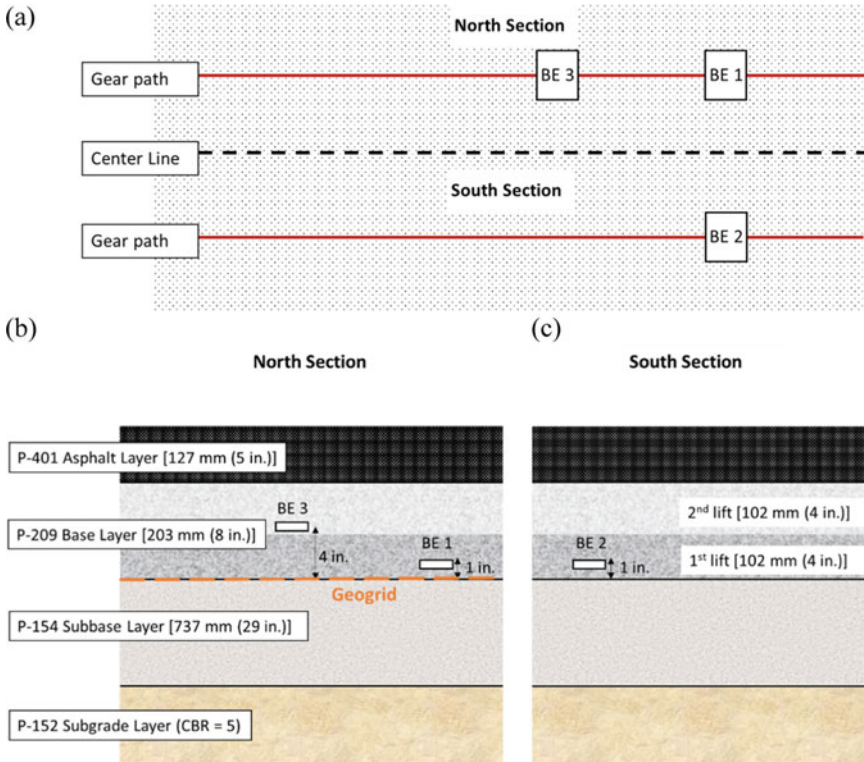 (a)
North Section
Gear path
BE 3
BE 1
Center Line
South Section
Gear path
BE 2
(b)
(c)
North Section
South Section
P-401 Asphalt Layer [127 mm (5 in.)]
BE 3
2nd lift [102 mm (4 in.)]
P-209 Base Layer [203 mm (8 in.)]
4 in.
BE 1
1 in.
BE 2
1 in.
1st lift [102 mm (4 in.)]
Geogrid
P-154 Subbase Layer [737 mm (29 in.)]
P-152 Subgrade Layer (CBR = 5)